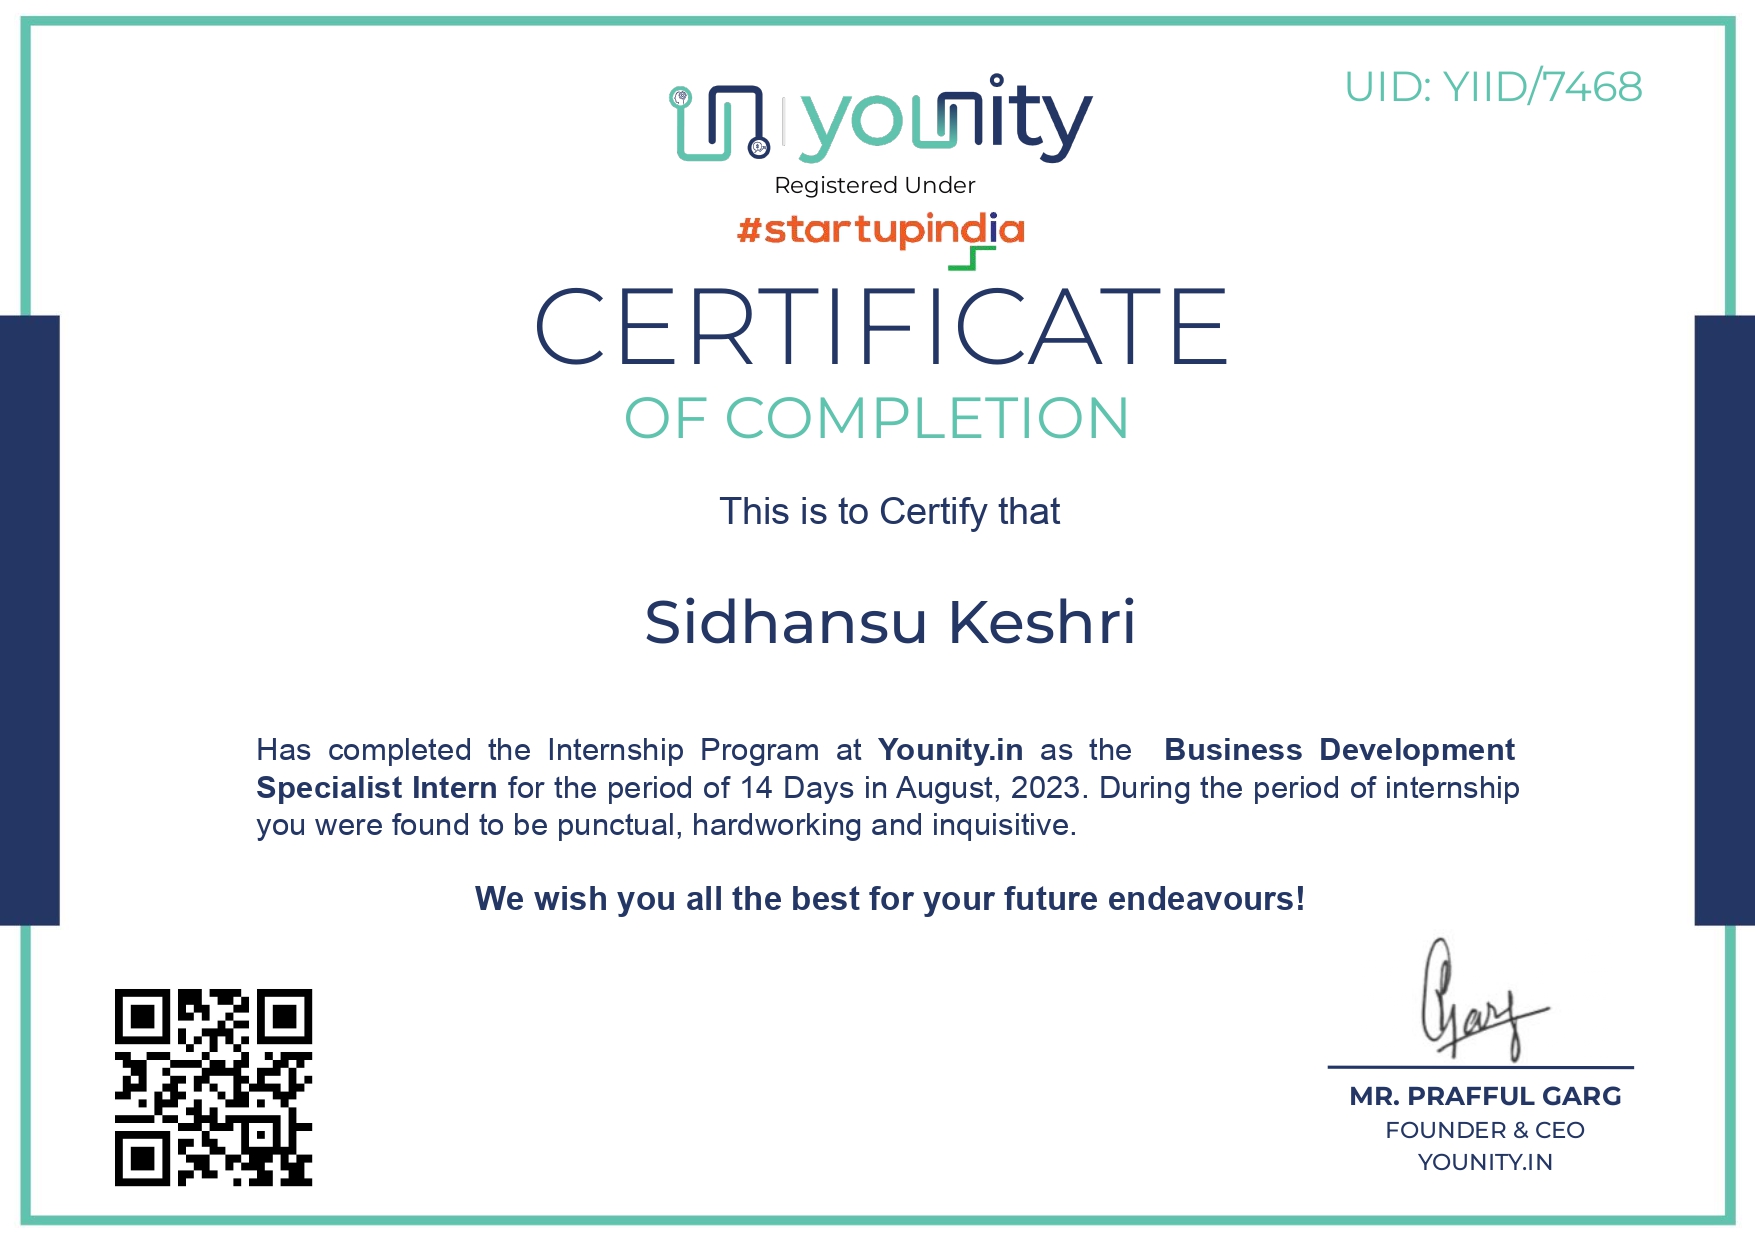 UID: YIID/7468
younity
Registered Under
#startupindia
CERTIFICATE
OF COMPLETION
This is to Certify that
Sidhansu Keshri
Has completed the Internship Program at Younity.in as the Business Development
Specialist Intern for the period of 14 Days in August, 2023. During the period of internship
you were found to be punctual, hardworking and inquisitive.
We wish you all the best for your future endeavours!
Garg
MR. PRAFFUL GARG
FOUNDER & CEO
YOUNITY.IN